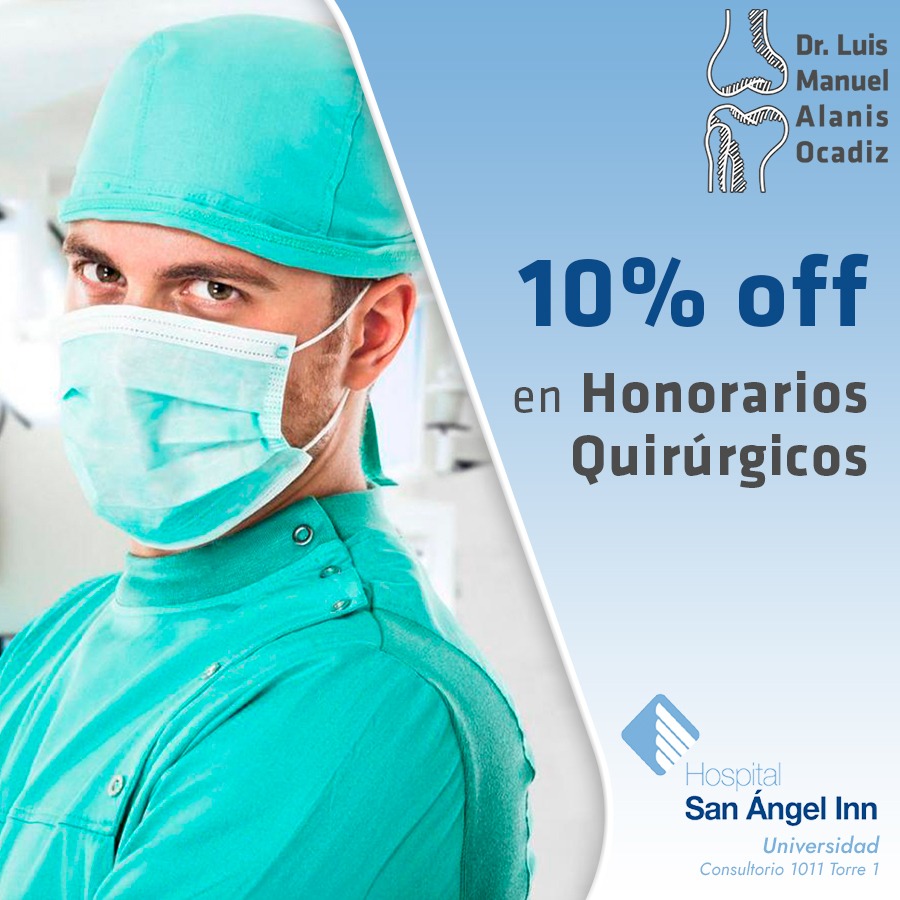 Dr. Luis
Manuel
Alanis
Ocadiz
10% off
en Honorarios
Quirúrgicos
Hospital
San Ángel Inn
Universidad
Consultorio 1011 Torre 1